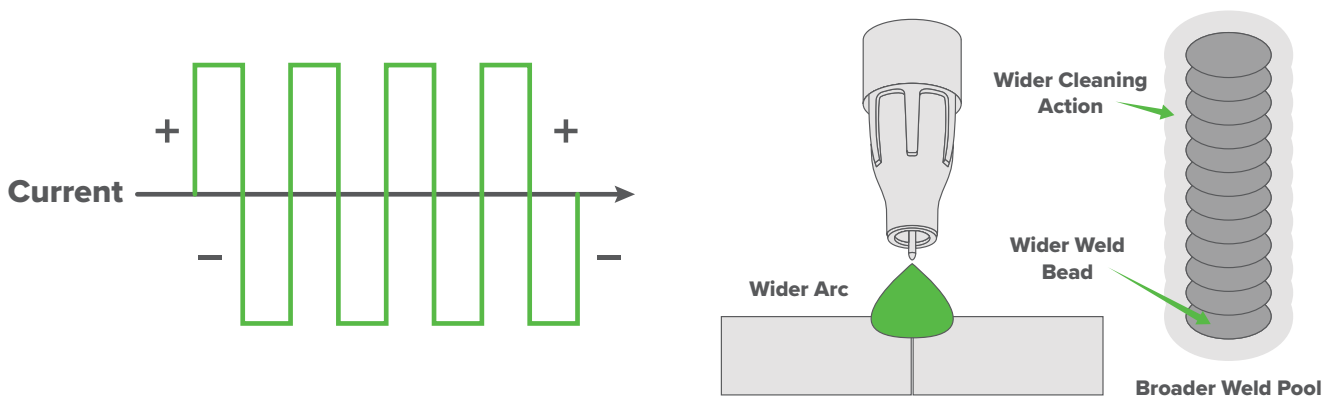 Current
+
+
−
−
Wider Arc
Wider Cleaning
Action
Wider Weld
Bead
Broader Weld Pool